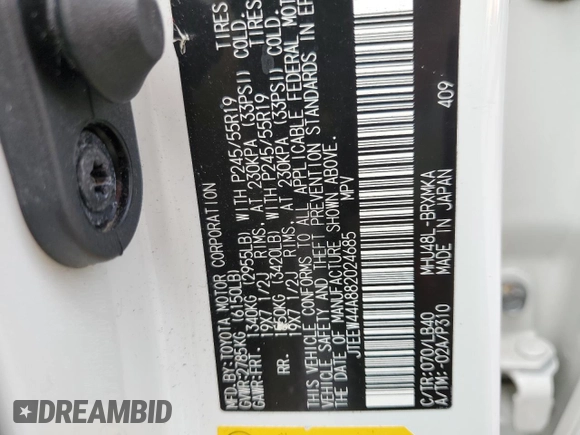 MFD.BY:TOYOTA MOTOR CORPORATION
GVWR:2785KG (6150LB)
GAWR:FRT. 1340KG (2955LB) WITH P245/55R19 TIRES
19X7 1/2J RIMS, AT 230KPA (33PSI) COLD.
RR. 1550KG (3420LB) WITH P245/55R19 TIRES
19X7 1/2J RIMS, AT 230KPA (33PSI) COLD.
THIS VEHICLE CONFORMS TO ALL APPLICABLE FEDERAL MOTOR
VEHICLE SAFETY AND THEFT PREVENTION STANDARDS IN EFF
THE DATE OF MANUFACTURE SHOWN ABOVE.
JTEEW44A882024685 MPV
C/TR:070/LB40 MHU48L-BRXMKA
A/TM:-02A/P310 MADE IN JAPAN 409
DREAMBID